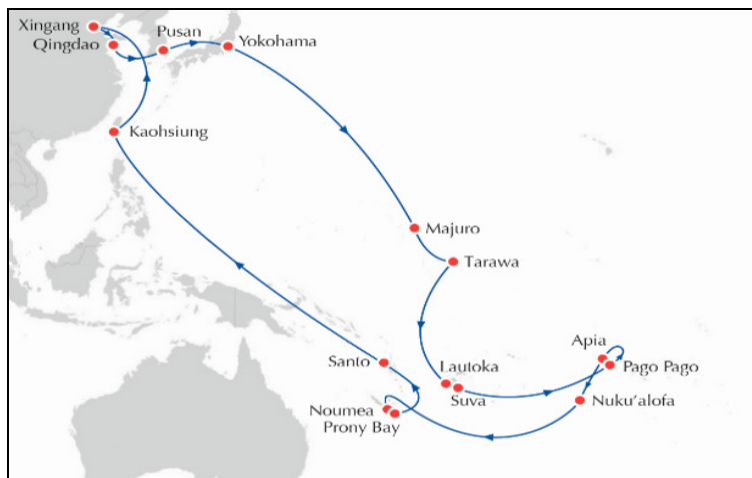 Xingang
Qingdao
Pusan
Yokohama
Kaohsiung
Majuro
Tarawa
Apia
Santo
Lautoka
Pago Pago
Suva
Nuku'alofa
Noumea
Prony Bay